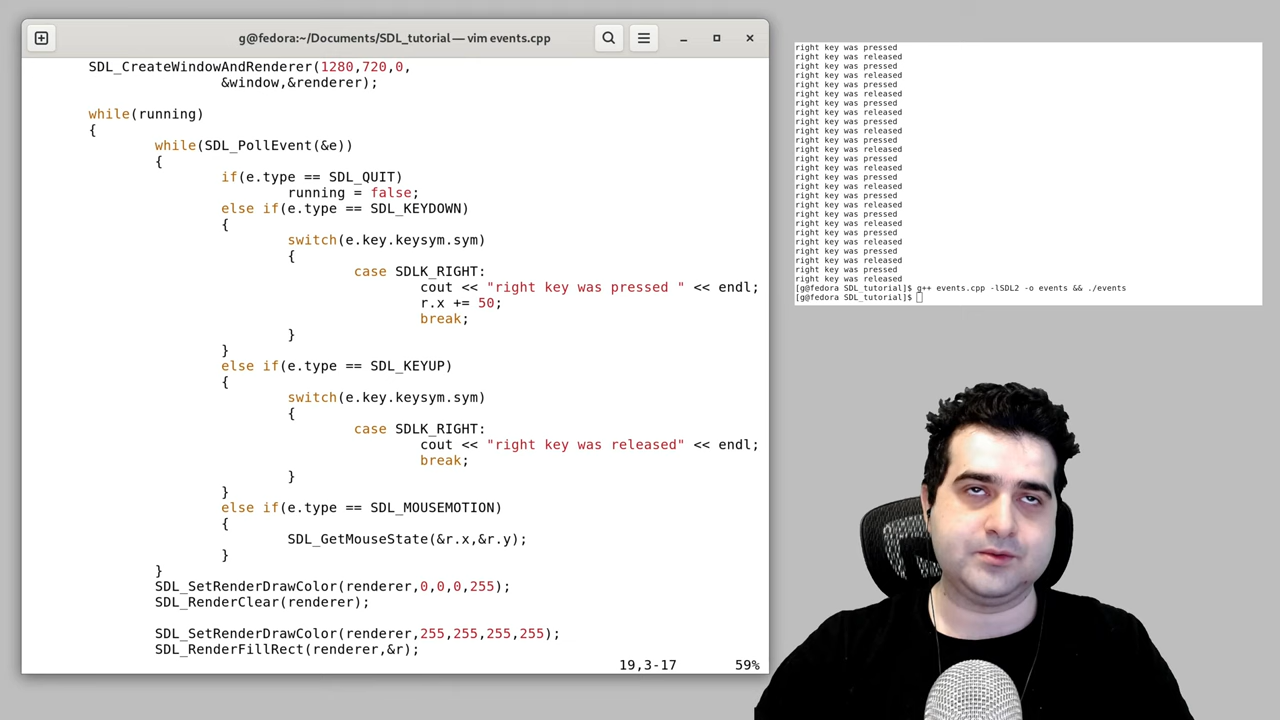 g@fedora:~/Documents/SDL_tutorial — vim events.cpp
SDL_CreateWindowAndRenderer(1280,720,0,
&window,&renderer);
while(running)
{
while(SDL_PollEvent(&e))
{
if(e.type == SDL_QUIT)
running = false;
else if(e.type == SDL_KEYDOWN)
{
switch(e.key.keysym.sym)
{
case SDLK_RIGHT:
cout << "right key was pressed " << endl;
r.x += 50;
break;
}
}
else if(e.type == SDL_KEYUP)
{
switch(e.key.keysym.sym)
{
case SDLK_RIGHT:
cout << "right key was released" << endl;
break;
}
}
else if(e.type == SDL_MOUSEMOTION)
{
SDL_GetMouseState(&r.x,&r.y);
}
}
SDL_SetRenderDrawColor(renderer,0,0,0,255);
SDL_RenderClear(renderer);
SDL_SetRenderDrawColor(renderer,255,255,255,255);
SDL_RenderFillRect(renderer,&r);
19,3-17 59%
right key was pressed
right key was released
right key was pressed
right key was released
right key was pressed
right key was released
right key was pressed
right key was released
right key was pressed
right key was released
right key was pressed
right key was released
right key was pressed
right key was released
right key was pressed
right key was released
right key was pressed
right key was released
right key was pressed
right key was released
right key was pressed
right key was released
right key was pressed
right key was released
right key was pressed
right key was released
[g@fedora SDL_tutorial]$ g++ events.cpp -lSDL2 -o events && ./events
[g@fedora SDL_tutorial]$